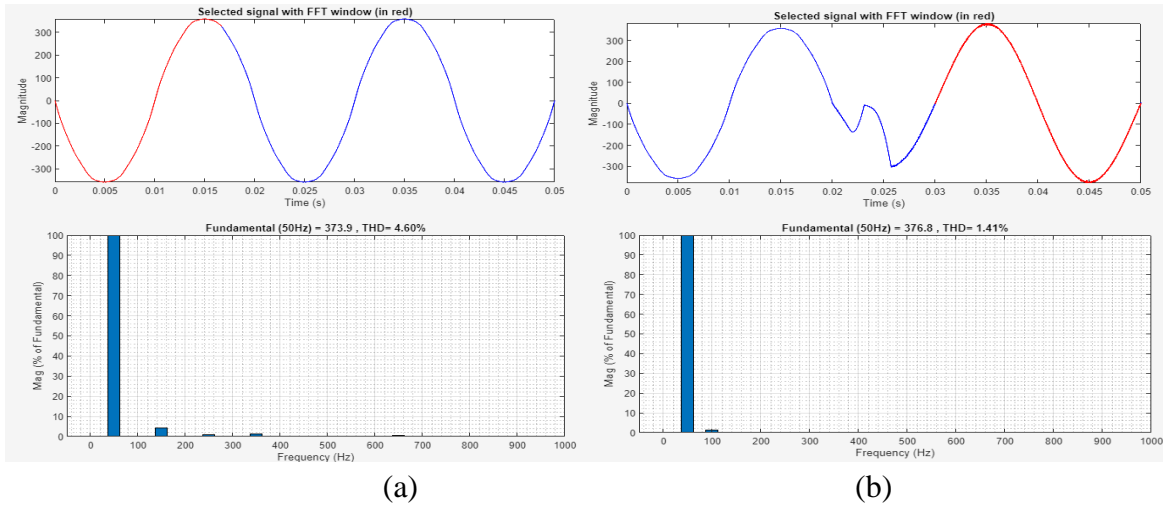 Selected signal with FFT window (in red)
Magnitude
300
200
100
0
-100
-200
-300
0 0.005 0.01 0.015 0.02 0.025 0.03 0.035 0.04 0.045 0.05
Time (s)
Fundamental (50Hz) = 373.9 , THD= 4.60%
Mag (% of Fundamental)
100
90
80
70
60
50
40
30
20
10
0
0 100 200 300 400 500 600 700 800 900 1000
Frequency (Hz)
(a)
Selected signal with FFT window (in red)
Magnitude
300
200
100
0
-100
-200
-300
0 0.005 0.01 0.015 0.02 0.025 0.03 0.035 0.04 0.045 0.05
Time (s)
Fundamental (50Hz) = 376.8 , THD= 1.41%
Mag (% of Fundamental)
100
90
80
70
60
50
40
30
20
10
0
0 100 200 300 400 500 600 700 800 900 1000
Frequency (Hz)
(b)